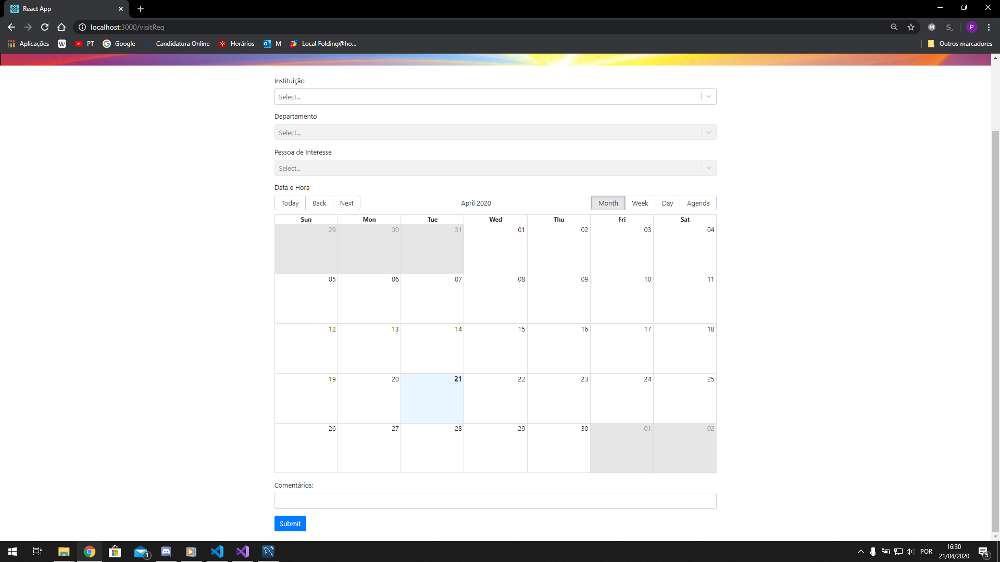 React App
localhost:3000/visitReq
Aplicações PT Google Candidatura Online Horários M Local Folding@ho... Outros marcadores
Instituição
Select...
Departamento
Select...
Pessoa de Interesse
Select...
Data e Hora
Today Back Next April 2020 Month Week Day Agenda
Sun Mon Tue Wed Thu Fri Sat
29 30 31 01 02 03 04
05 06 07 08 09 10 11
12 13 14 15 16 17 18
19 20 21 22 23 24 25
26 27 28 29 30 01 02
Comentários:
Submit
16:30
POR
21/04/2020